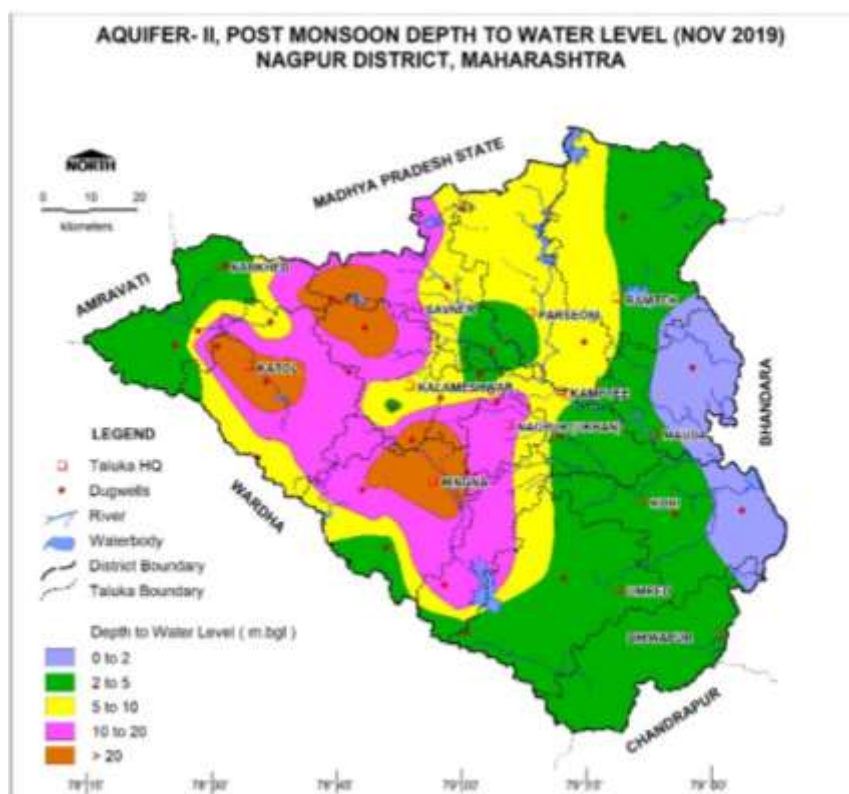 AQUIFER- II, POST MONSOON DEPTH TO WATER LEVEL (NOV 2019)
NAGPUR DISTRICT, MAHARASHTRA
NORTH
0 10 20
kilometers
MADHYA PRADESH STATE
AMRAVATI
NARKHED
RAMTEK
SAVNER
PARSEONI
KATOL
KALAMESHWAR
KAMPTEE
BHANDARA
NAGPUR
MAUDA
LEGEND
Taluka HQ
Dugwells
River
Waterbody
District Boundary
Taluka Boundary
WARDHA
HINGNA
UMRED
BHIWAPUR
CHANDRAPUR
Depth to Water Level ( m.bgl )
0 to 2
2 to 5
5 to 10
10 to 20
> 20